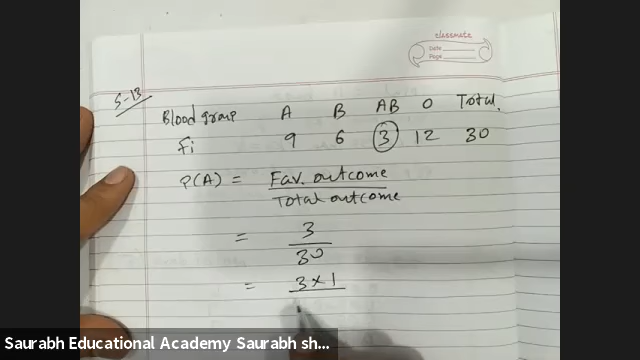 classmate
Date
Page
S-13
Blood group A B AB O Total.
Fi 9 6 3 12 30
P(A) = Fav. outcome
Total outcome
= 3
30
= 3 × 1
Saurabh Educational Academy Saurabh sh...